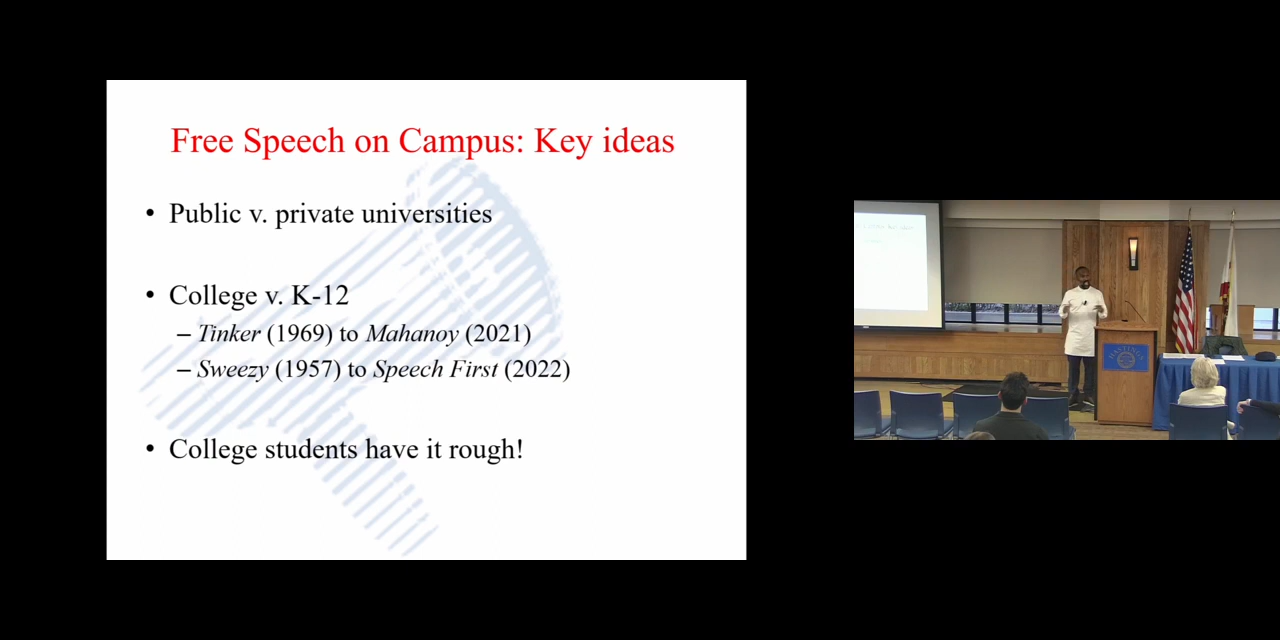 Free Speech on Campus: Key ideas
• Public v. private universities
• College v. K-12
– Tinker (1969) to Mahanoy (2021)
– Sweezy (1957) to Speech First (2022)
• College students have it rough!
HASTINGS